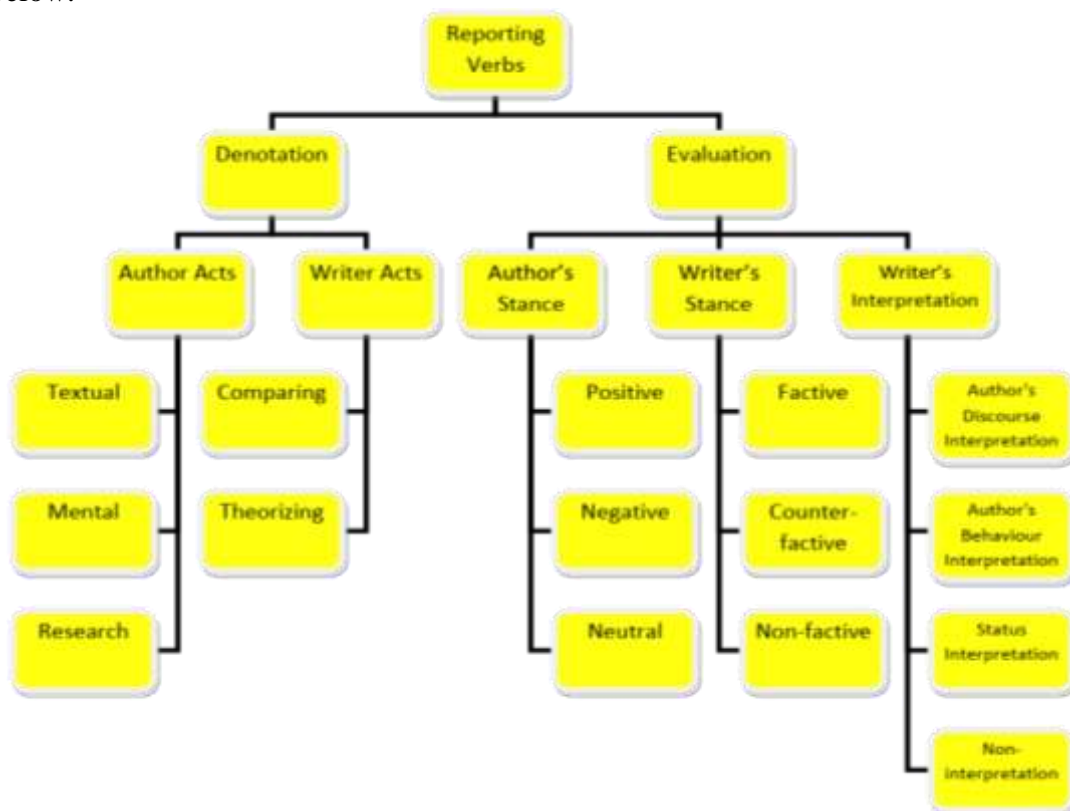 Reporting
Verbs
Denotation
Evaluation
Author Acts
Writer Acts
Author's
Stance
Writer's
Stance
Writer's
Interpretation
Textual
Comparing
Positive
Factive
Author's
Discourse
Interpretation
Mental
Theorizing
Negative
Counter-
factive
Author's
Behaviour
Interpretation
Research
Neutral
Non-factive
Status
Interpretation
Non-
interpretation